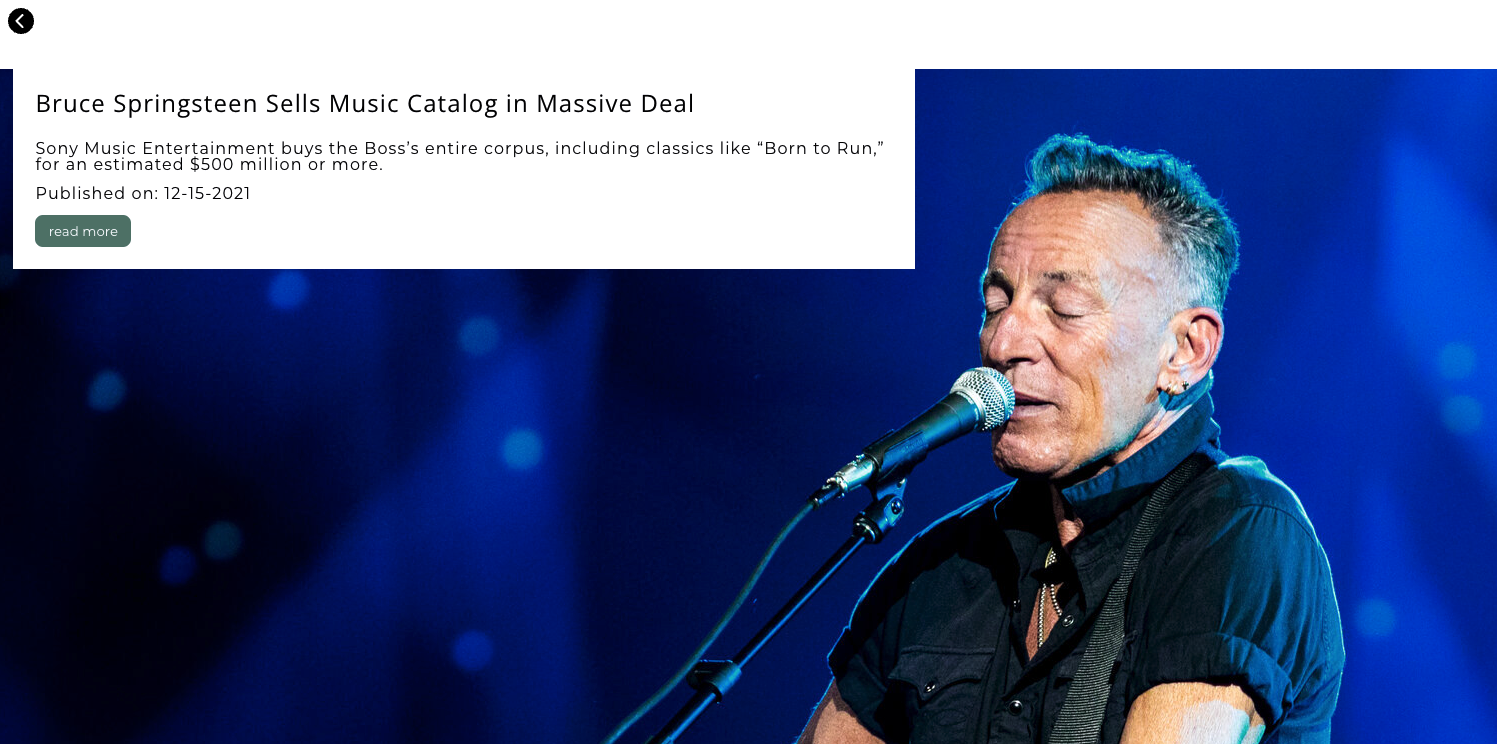 Bruce Springsteen Sells Music Catalog in Massive Deal
Sony Music Entertainment buys the Boss’s entire corpus, including classics like “Born to Run,”
for an estimated $500 million or more.
Published on: 12-15-2021
read more